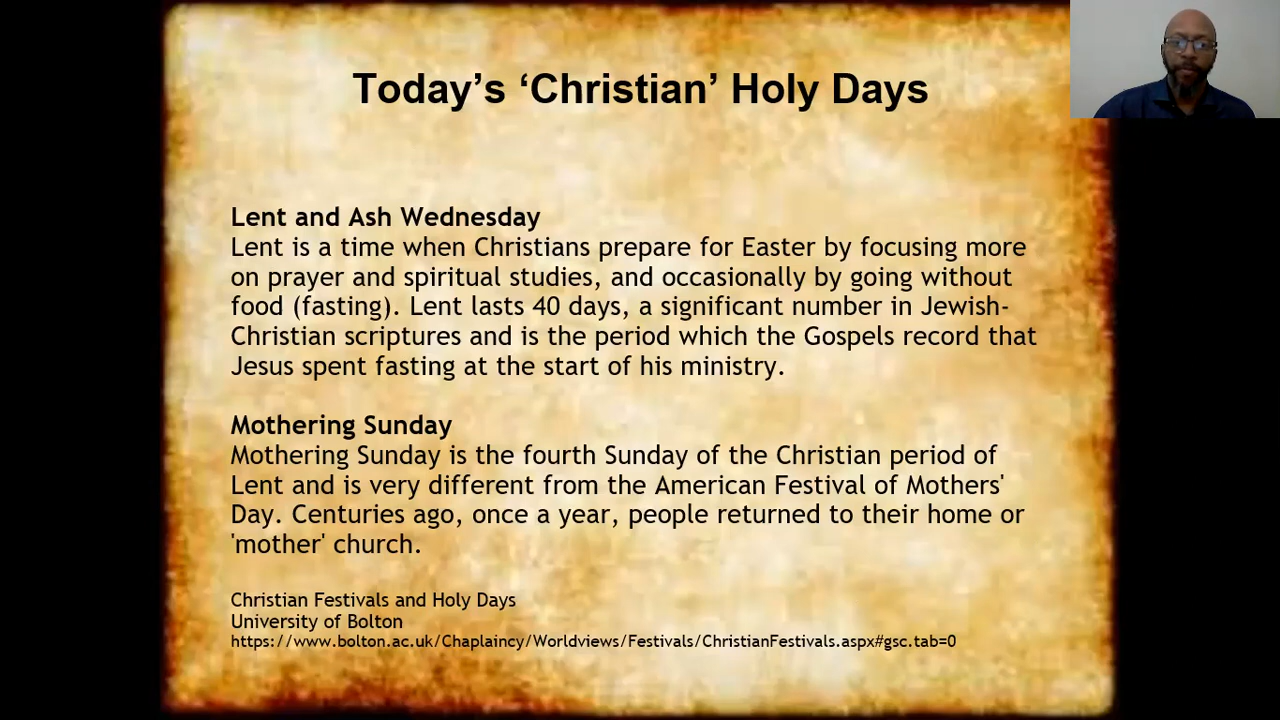 Today’s ‘Christian’ Holy Days
Lent and Ash Wednesday
Lent is a time when Christians prepare for Easter by focusing more
on prayer and spiritual studies, and occasionally by going without
food (fasting). Lent lasts 40 days, a significant number in Jewish-
Christian scriptures and is the period which the Gospels record that
Jesus spent fasting at the start of his ministry.
Mothering Sunday
Mothering Sunday is the fourth Sunday of the Christian period of
Lent and is very different from the American Festival of Mothers'
Day. Centuries ago, once a year, people returned to their home or
'mother' church.
Christian Festivals and Holy Days
University of Bolton
https://www.bolton.ac.uk/Chaplaincy/Worldviews/Festivals/ChristianFestivals.aspx#gsc.tab=0